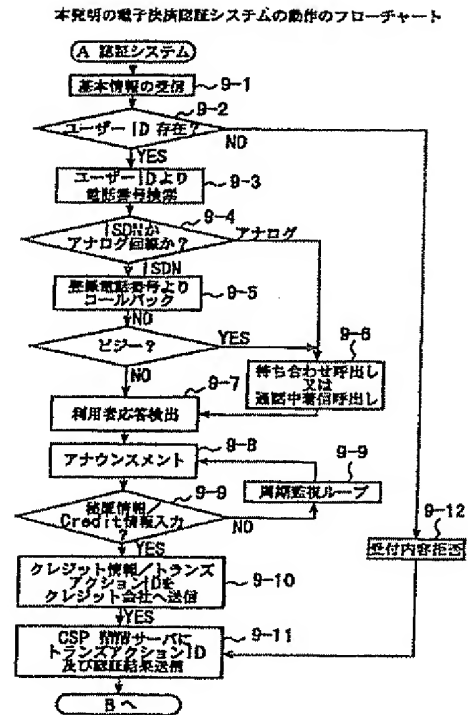 本発明の電子決済認証システムの動作のフローチャート
A 認証システム
基本情報の受信
9-1
9-2
ユーザーID 存在?
NO
YES
ユーザーIDより
電話番号検索
9-3
9-4
ISDNか
アナログ回線か?
アナログ
ISDN
登録電話番号より
コールバック
9-5
NO
ビジー?
YES
9-6
待ち合わせ呼出し
又は
通話中着信呼出し
NO
9-7
利用者応答検出
9-8
アナウンスメント
9-9
9-9
周期監視ループ
秘匿情報/
Credit情報入力
?
NO
9-12
受付内容拒否
YES
クレジット情報/トランズ
アクションIDを
クレジット会社へ送信
9-10
YES
CSP WWWサーバに
トランズアクションID
及び認証結果送信
9-11
Bへ